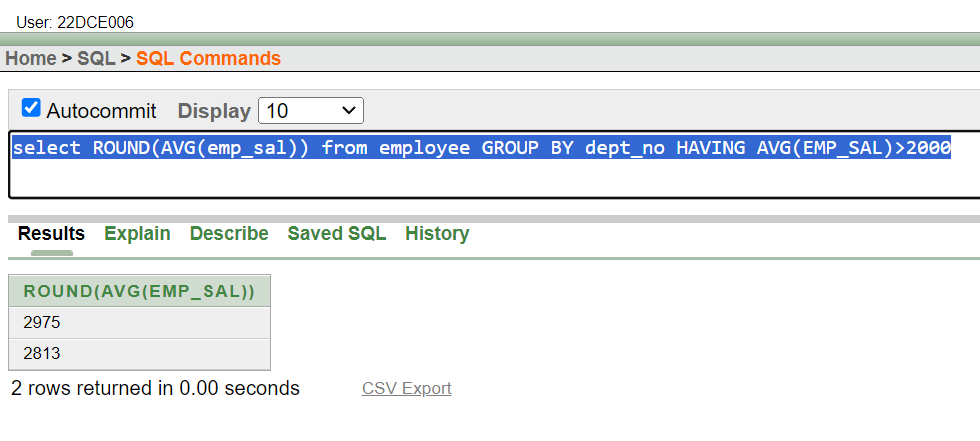 User: 22DCE006
Home > SQL > SQL Commands
Autocommit Display 10
select ROUND(AVG(emp_sal)) from employee GROUP BY dept_no HAVING AVG(EMP_SAL)>2000
Results Explain Describe Saved SQL History
ROUND(AVG(EMP_SAL))
2975
2813
2 rows returned in 0.00 seconds CSV Export